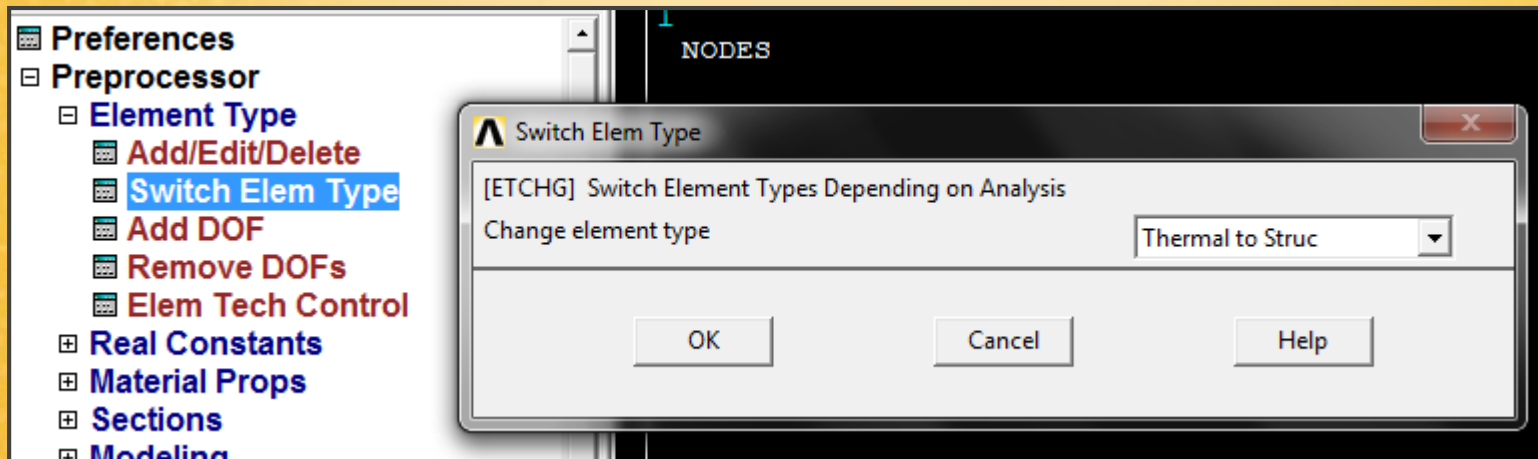 Preferences
Preprocessor
Element Type
Add/Edit/Delete
Switch Elem Type
Add DOF
Remove DOFs
Elem Tech Control
Real Constants
Material Props
Sections
Modeling
1
NODES
Switch Elem Type
[ETCHG] Switch Element Types Depending on Analysis
Change element type
Thermal to Struc
OK
Cancel
Help